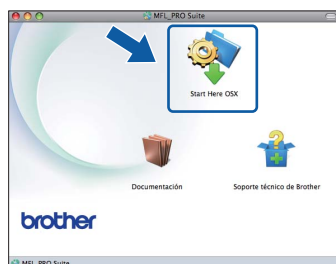 MFL_PRO Suite
Start Here OSX
Documentación
Soporte técnico de Brother
brother
MFL_PRO Suite